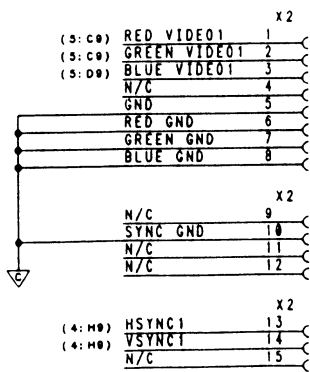 X2
(5:C9) RED VIDEO1 1
(5:C9) GREEN VIDEO1 2
(5:D9) BLUE VIDEO1 3
N/C 4
GND 5
RED GND 6
GREEN GND 7
BLUE GND 8
X2
N/C 9
SYNC GND 10
N/C 11
N/C 12
C
X2
(4:H9) HSYNC1 13
(4:H9) VSYNC1 14
N/C 15